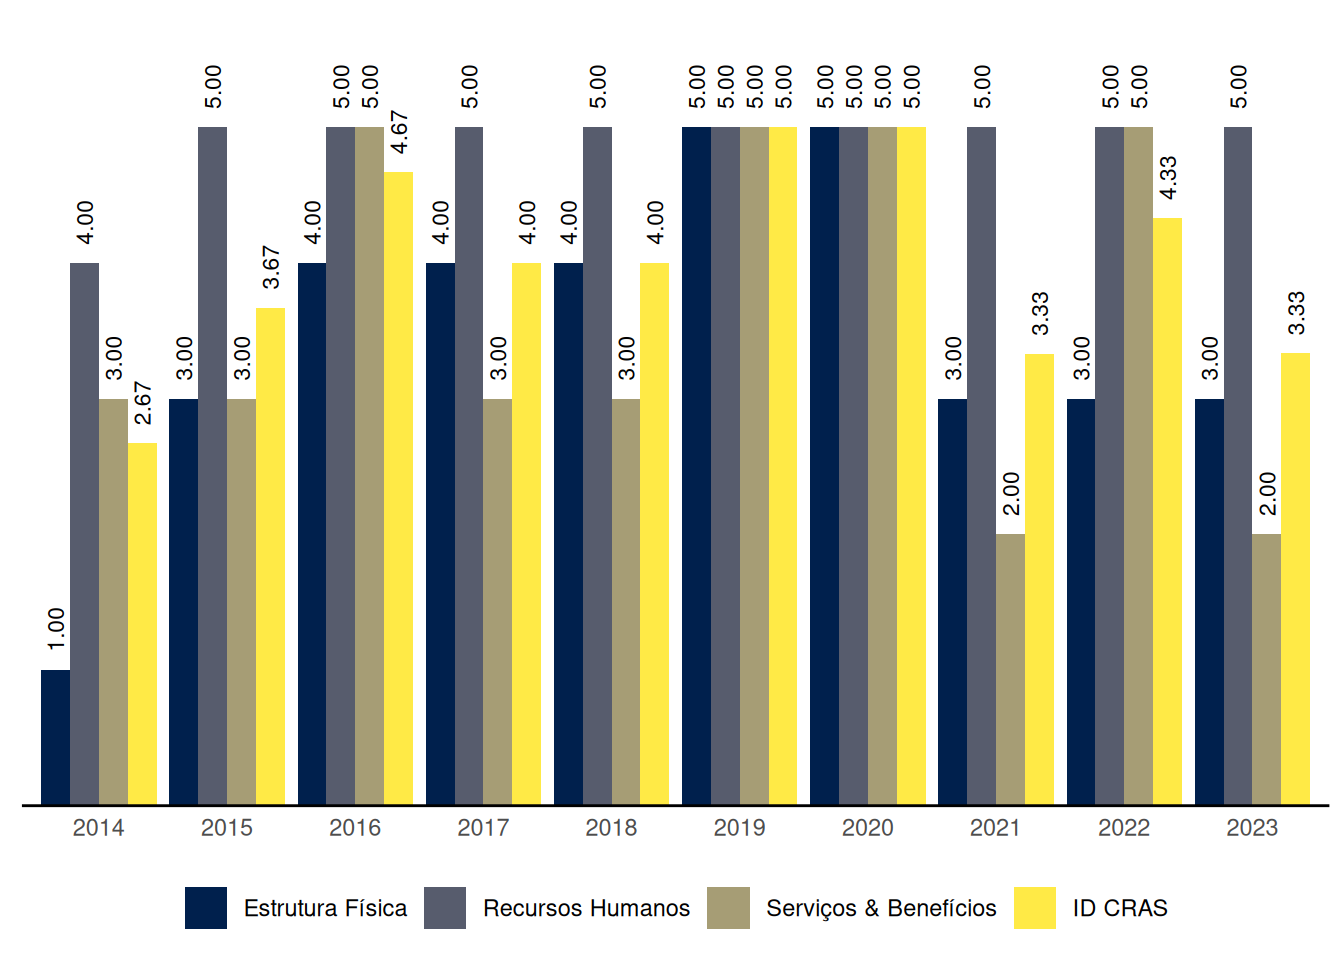 1.00 4.00 3.00 2.67
3.00 5.00 3.00 3.67
4.00 5.00 5.00 4.67
4.00 5.00 3.00 4.00
4.00 5.00 3.00 4.00
5.00 5.00 5.00 5.00
5.00 5.00 5.00 5.00
3.00 5.00 2.00 3.33
3.00 5.00 5.00 4.33
3.00 5.00 2.00 3.33
2014 2015 2016 2017 2018 2019 2020 2021 2022 2023
Estrutura Física Recursos Humanos Serviços & Benefícios ID CRAS